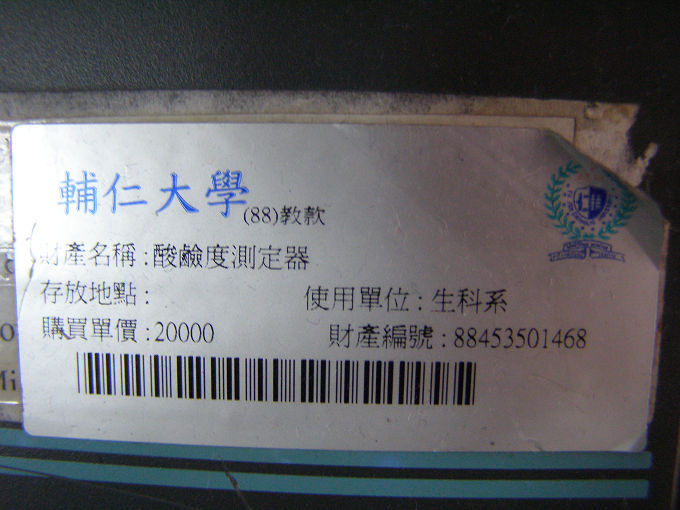 輔仁大學(88)教款
財產名稱:酸鹼度測定器
存放地點:
使用單位:生科系
購買單價:20000
財產編號:88453501468